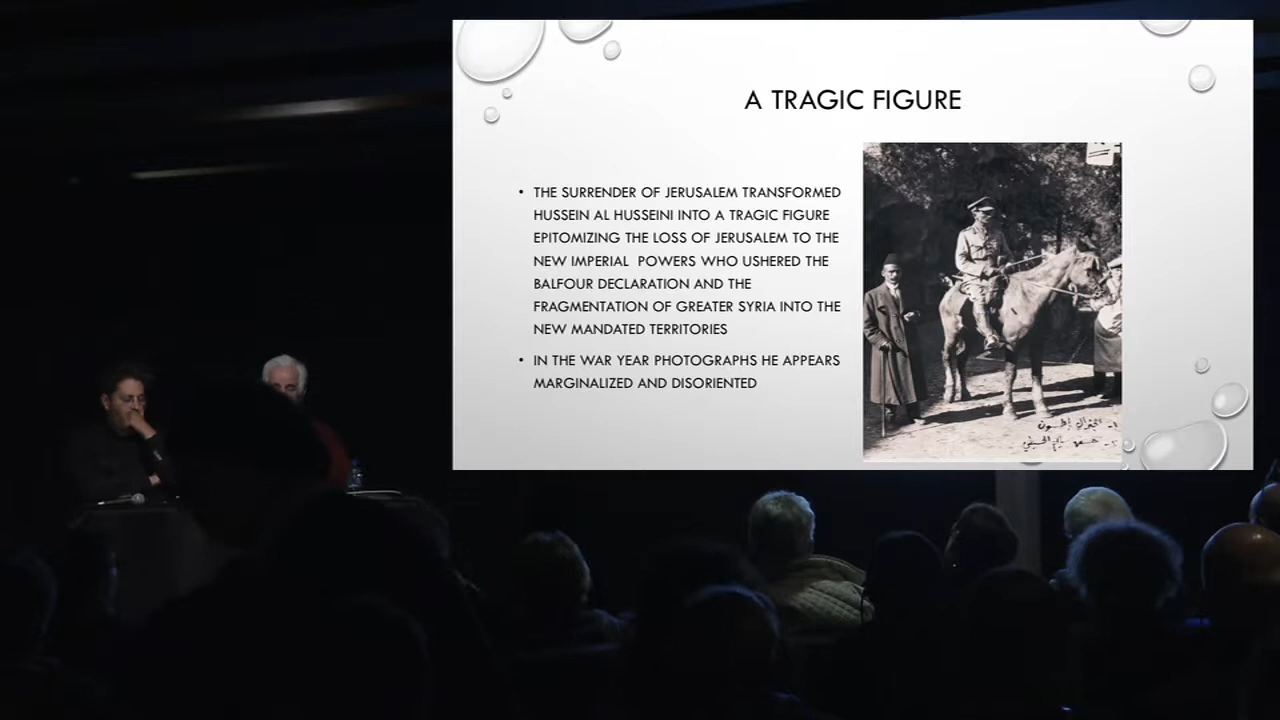 A TRAGIC FIGURE
• THE SURRENDER OF JERUSALEM TRANSFORMED
HUSSEIN AL HUSSEINI INTO A TRAGIC FIGURE
EPITOMIZING THE LOSS OF JERUSALEM TO THE
NEW IMPERIAL POWERS WHO USHERED THE
BALFOUR DECLARATION AND THE
FRAGMENTATION OF GREATER SYRIA INTO THE
NEW MANDATED TERRITORIES
• IN THE WAR YEAR PHOTOGRAPHS HE APPEARS
MARGINALIZED AND DISORIENTED